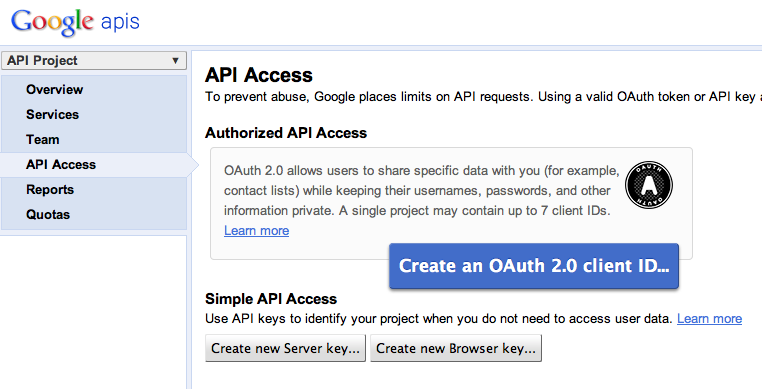 Google apis
API Project
Overview
Services
Team
API Access
Reports
Quotas
API Access
To prevent abuse, Google places limits on API requests. Using a valid OAuth token or API key a
Authorized API Access
OAuth 2.0 allows users to share specific data with you (for example,
contact lists) while keeping their usernames, passwords, and other
information private. A single project may contain up to 7 client IDs.
Learn more
OAUTH
A
OAUTH
Create an OAuth 2.0 client ID...
Simple API Access
Use API keys to identify your project when you do not need to access user data. Learn more
Create new Server key... Create new Browser key...